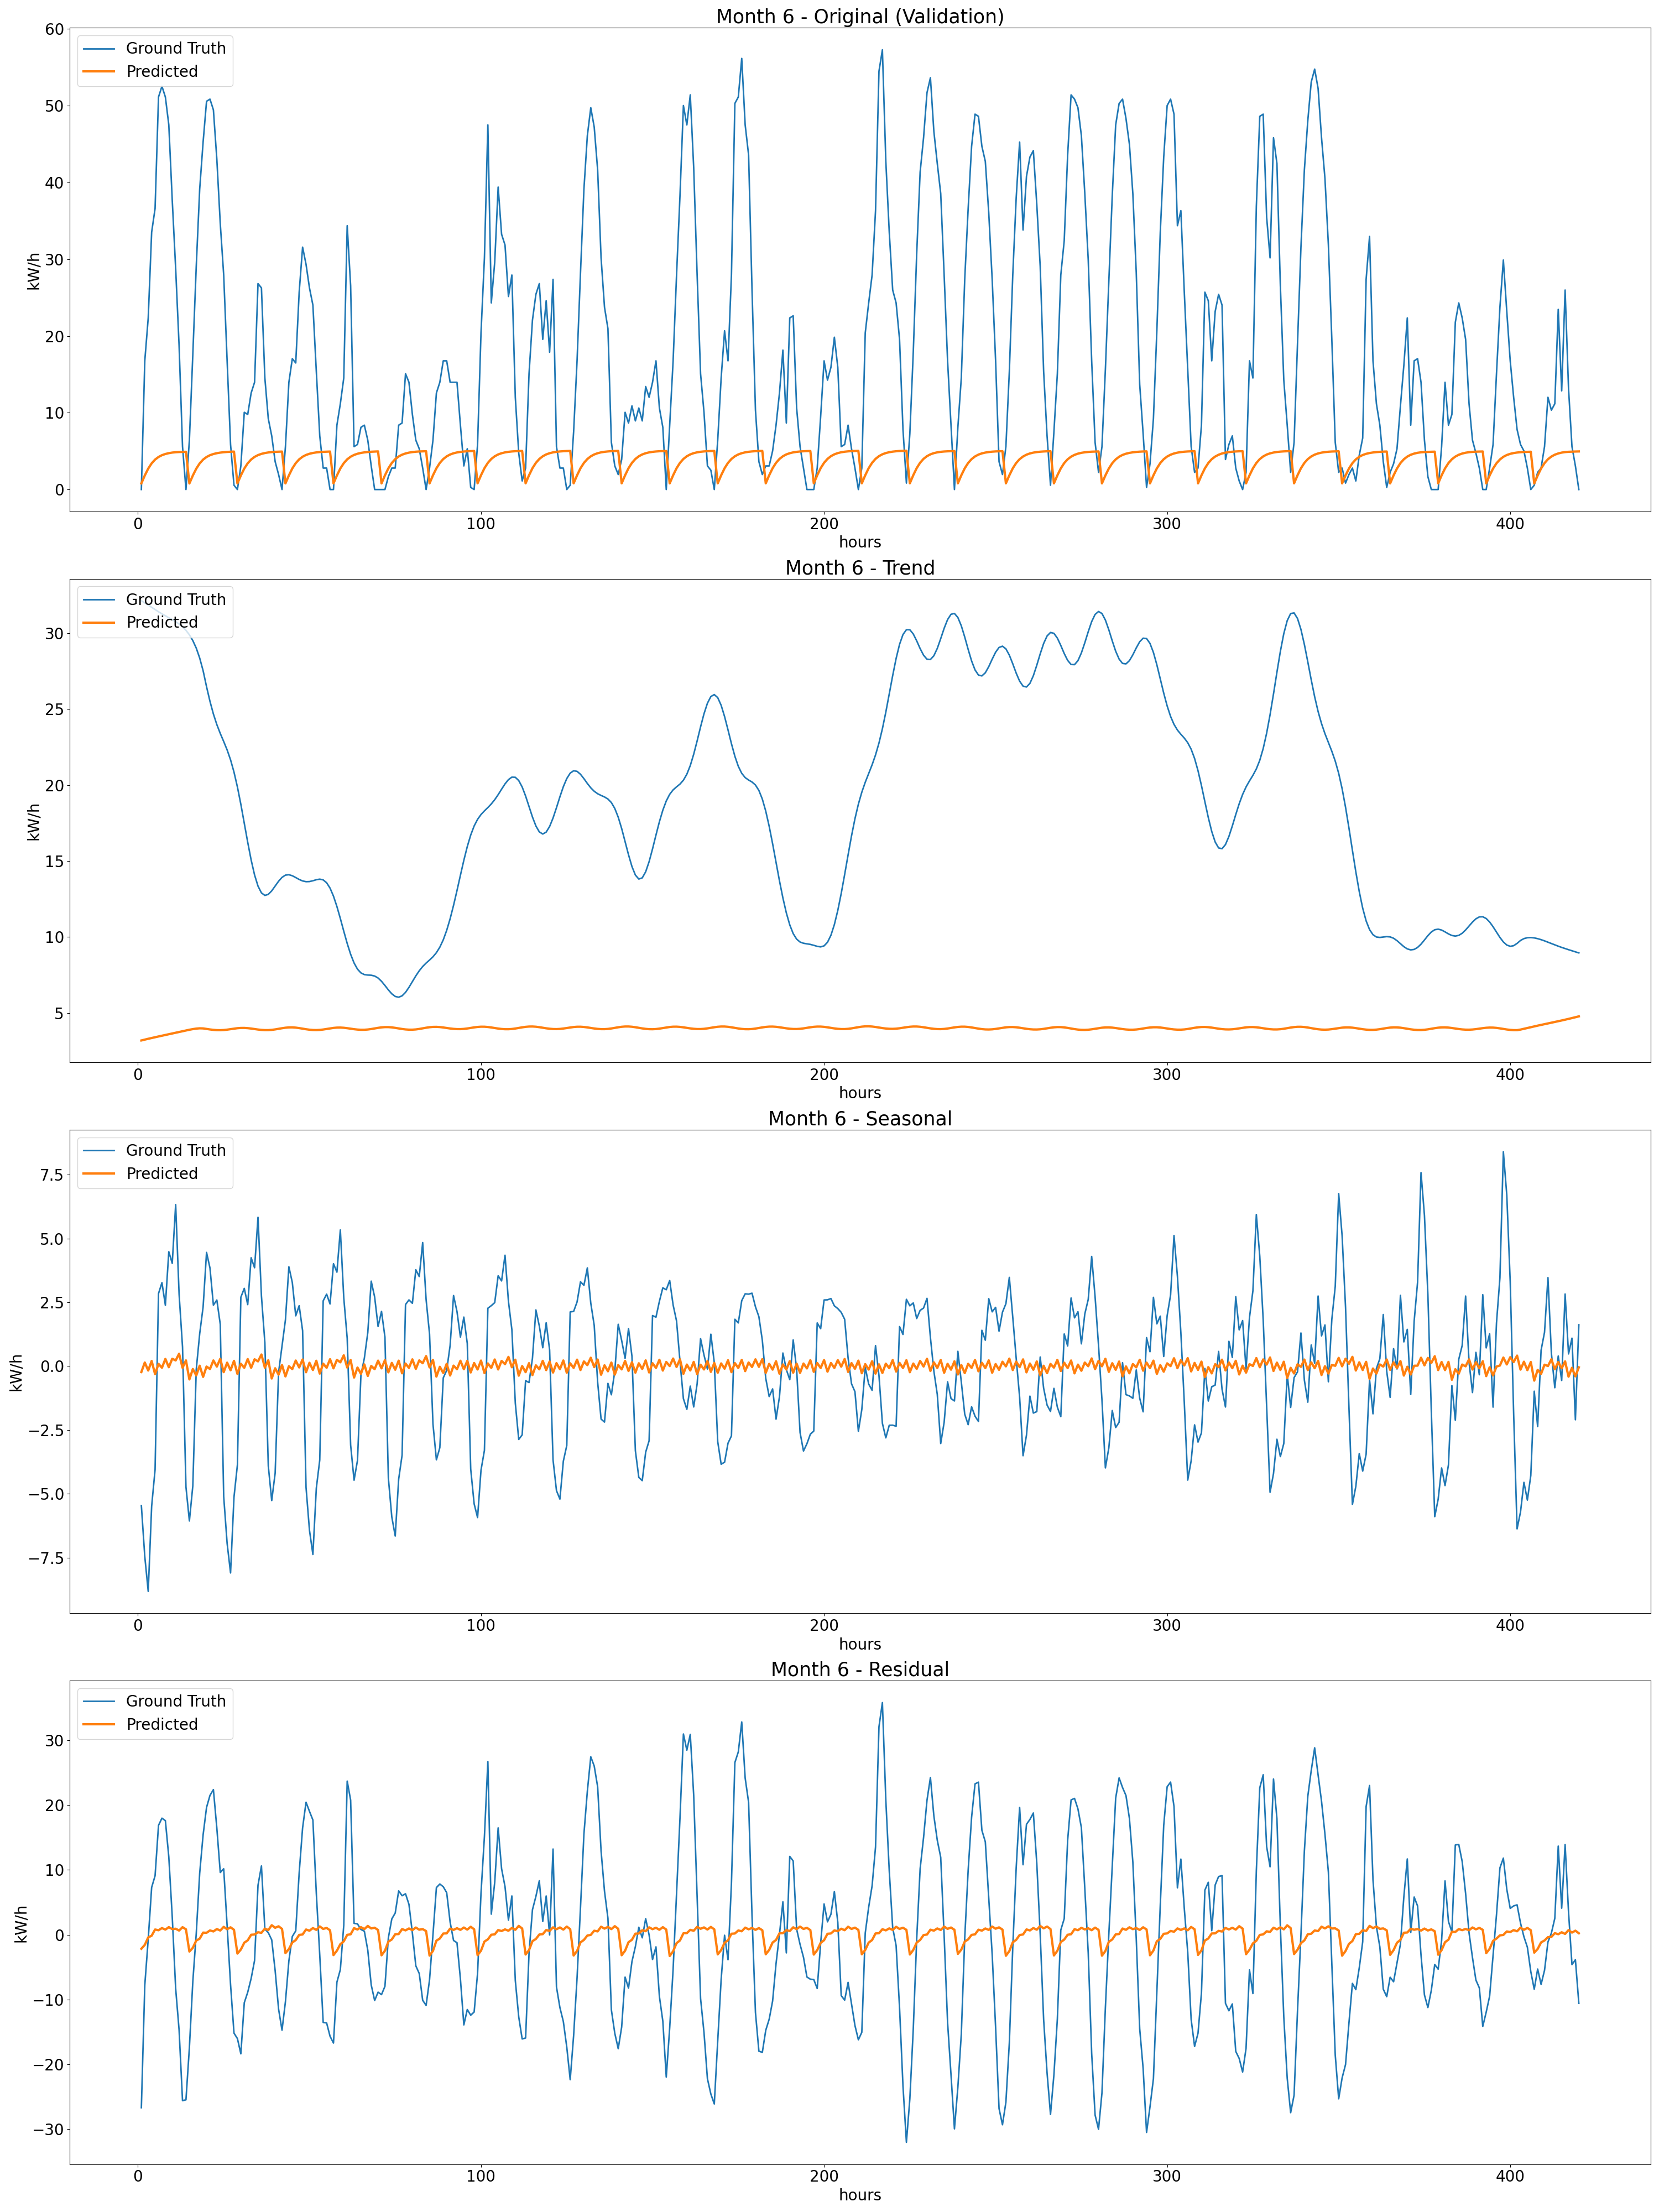 Month 6 - Original (Validation)
Ground Truth
Predicted
60
50
40
30
20
10
0
kW/h
0 100 200 300 400
hours
Month 6 - Trend
Ground Truth
Predicted
30
25
20
15
10
5
kW/h
0 100 200 300 400
hours
Month 6 - Seasonal
Ground Truth
Predicted
7.5
5.0
2.5
0.0
−2.5
−5.0
−7.5
kW/h
0 100 200 300 400
hours
Month 6 - Residual
Ground Truth
Predicted
30
20
10
0
−10
−20
−30
kW/h
0 100 200 300 400
hours